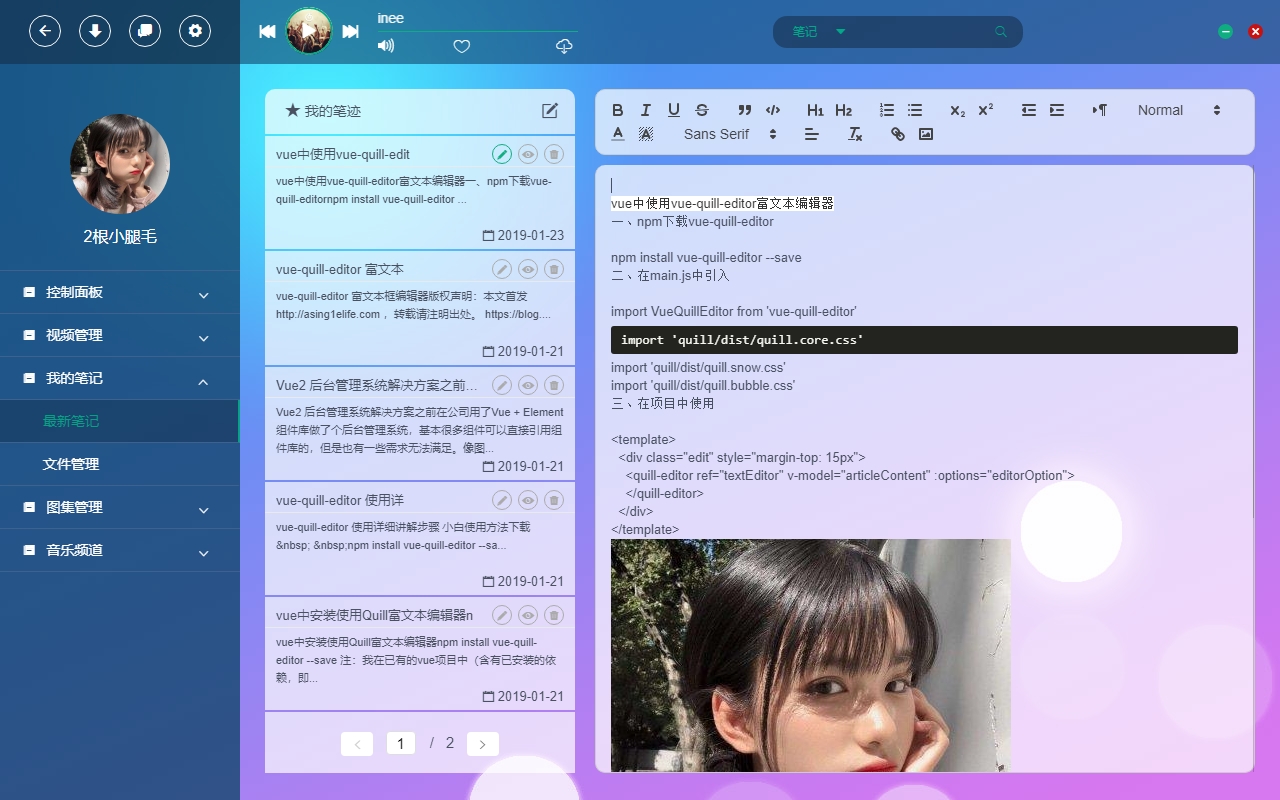 inee
笔记
2根小腿毛
控制面板
视频管理
我的笔记
最新笔记
文件管理
图集管理
音乐频道
★ 我的笔迹
vue中使用vue-quill-edit
vue中使用vue-quill-editor富文本编辑器一、npm下载vue-
quill-editornpm install vue-quill-editor ...
2019-01-23
vue-quill-editor 富文本
vue-quill-editor 富文本框编辑器版权声明：本文首发
http://asing1elife.com ，转载请注明出处。 https://blog....
2019-01-21
Vue2 后台管理系统解决方案之前...
Vue2 后台管理系统解决方案之前在公司用了Vue + Element
组件库做了个后台管理系统，基本很多组件可以直接引用组
件库的，但是也有一些需求无法满足。像图...
2019-01-21
vue-quill-editor 使用详
vue-quill-editor 使用详细讲解步骤 小白使用方法下载
&nbsp; &nbsp;npm install vue-quill-editor --sa...
2019-01-21
vue中安装使用Quill富文本编辑器n
vue中安装使用Quill富文本编辑器npm install vue-quill-
editor --save 注：我在已有的vue项目中（含有已安装的依
赖，即...
2019-01-21
1 / 2
B I U S H1 H2 X2 X2 Normal
A A Sans Serif
vue中使用vue-quill-editor富文本编辑器
一、npm下载vue-quill-editor
npm install vue-quill-editor --save
二、在main.js中引入
import VueQuillEditor from 'vue-quill-editor'
import 'quill/dist/quill.core.css'
import 'quill/dist/quill.snow.css'
import 'quill/dist/quill.bubble.css'
三、在项目中使用
<template>
<div class="edit" style="margin-top: 15px">
<quill-editor ref="textEditor" v-model="articleContent" :options="editorOption">
</quill-editor>
</div>
</template>